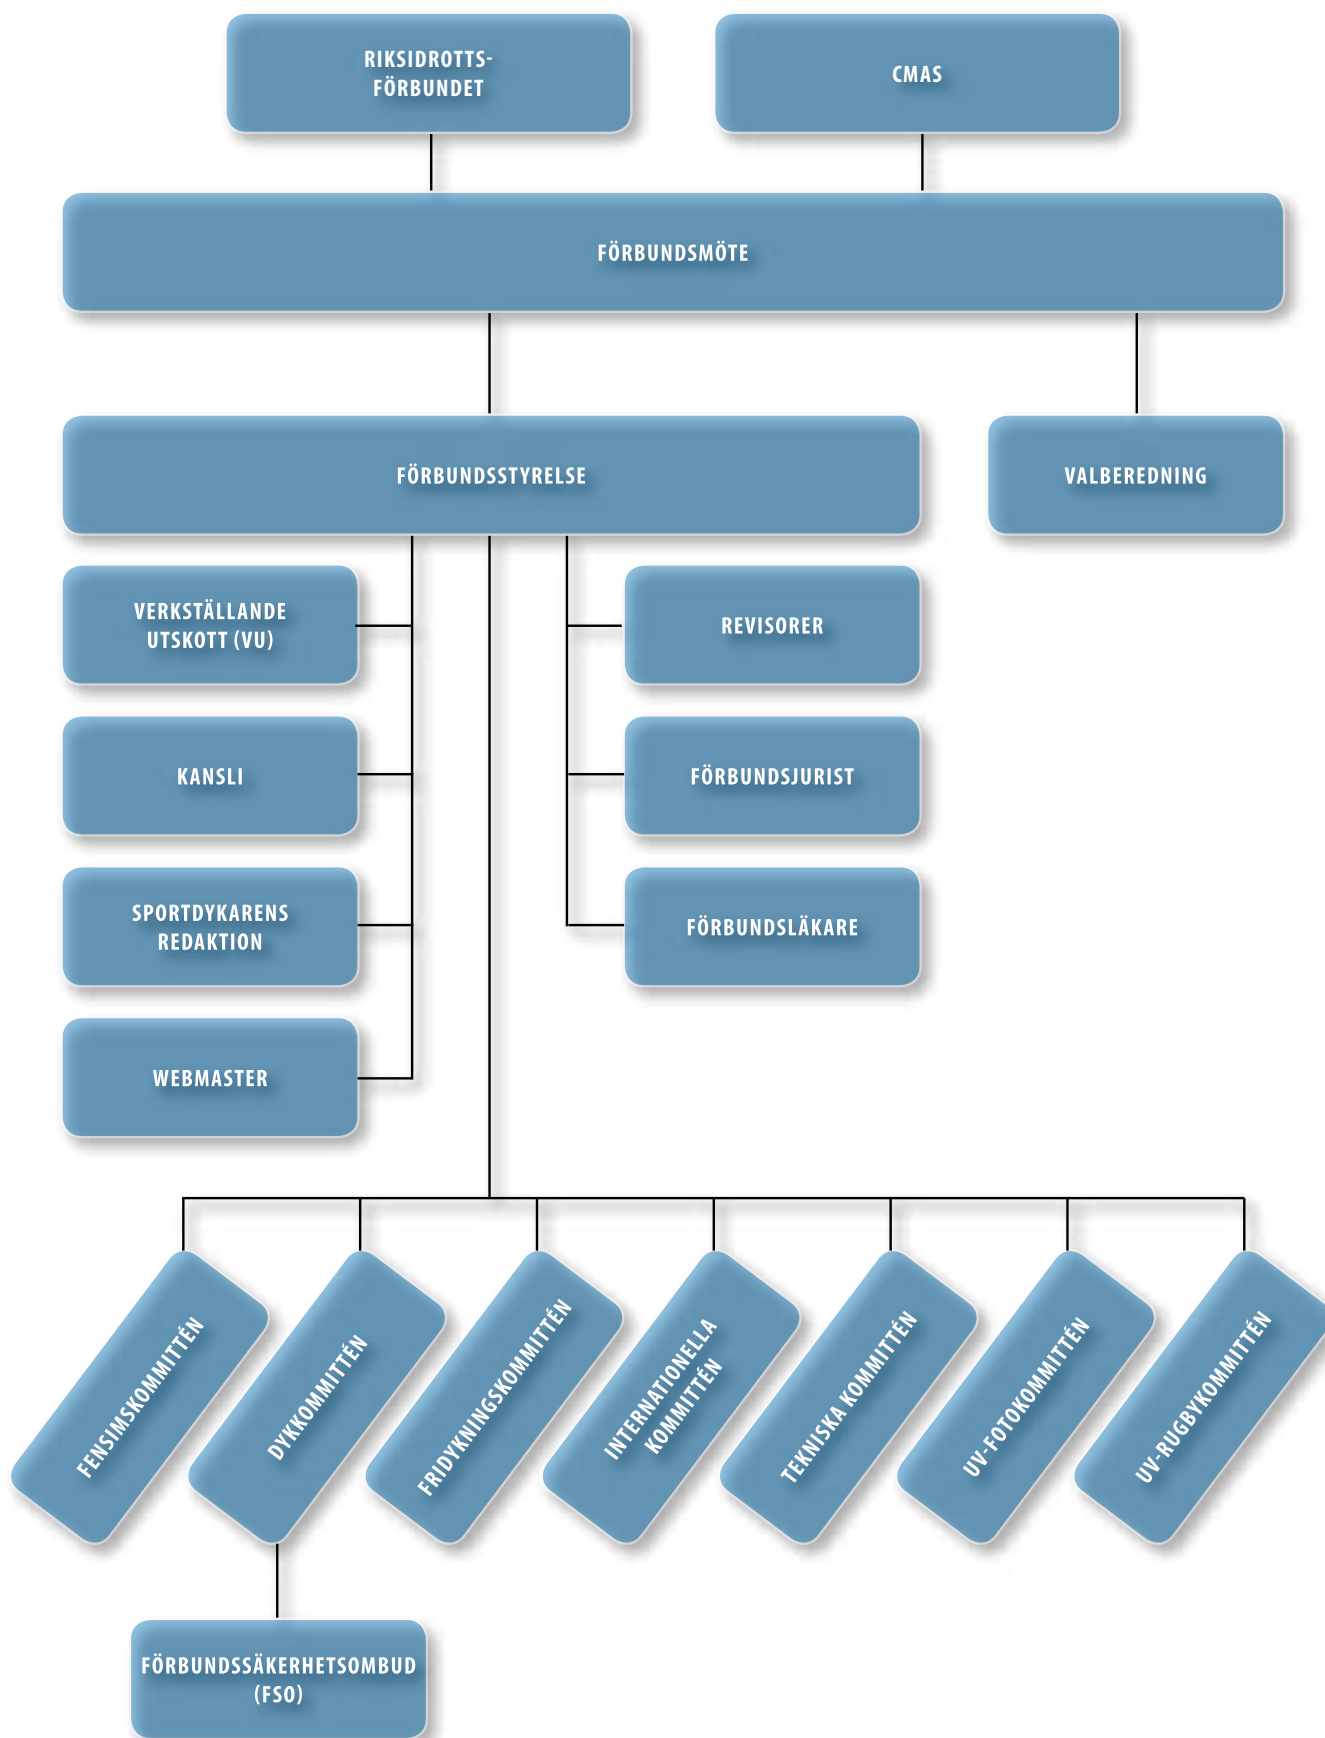 RIKSIDROTTS-
FÖRBUNDET
CMAS
FÖRBUNDSMÖTE
FÖRBUNDSSTYRELSE
VALBEREDNING
VERKSTÄLLANDE
UTSKOTT (VU)
REVISORER
KANSLI
FÖRBUNDSJURIST
SPORTDYKARENS
REDAKTION
FÖRBUNDSLÄKARE
WEBMASTER
FENSIMSKOMMITTÉN
DYKKOMMITTÉN
FRIDYKNINGSKOMMITTÉN
INTERNATIONELLA
KOMMITTÉN
TEKNISKA KOMMITTÉN
UV-FOTOKOMMITTÉN
UV-RUGBYKOMMITTÉN
FÖRBUNDSSÄKERHETSOMBUD
(FSO)